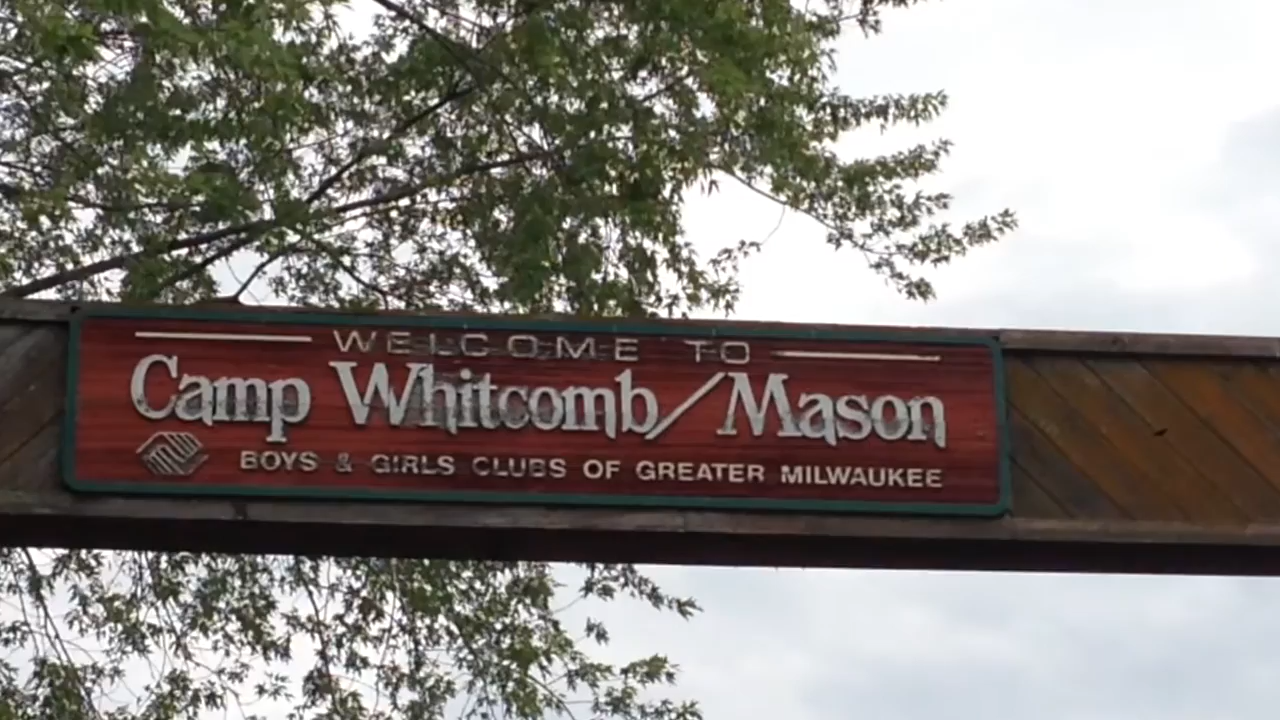 WELCOME TO
Camp Whitcomb/Mason
BOYS & GIRLS CLUBS OF GREATER MILWAUKEE